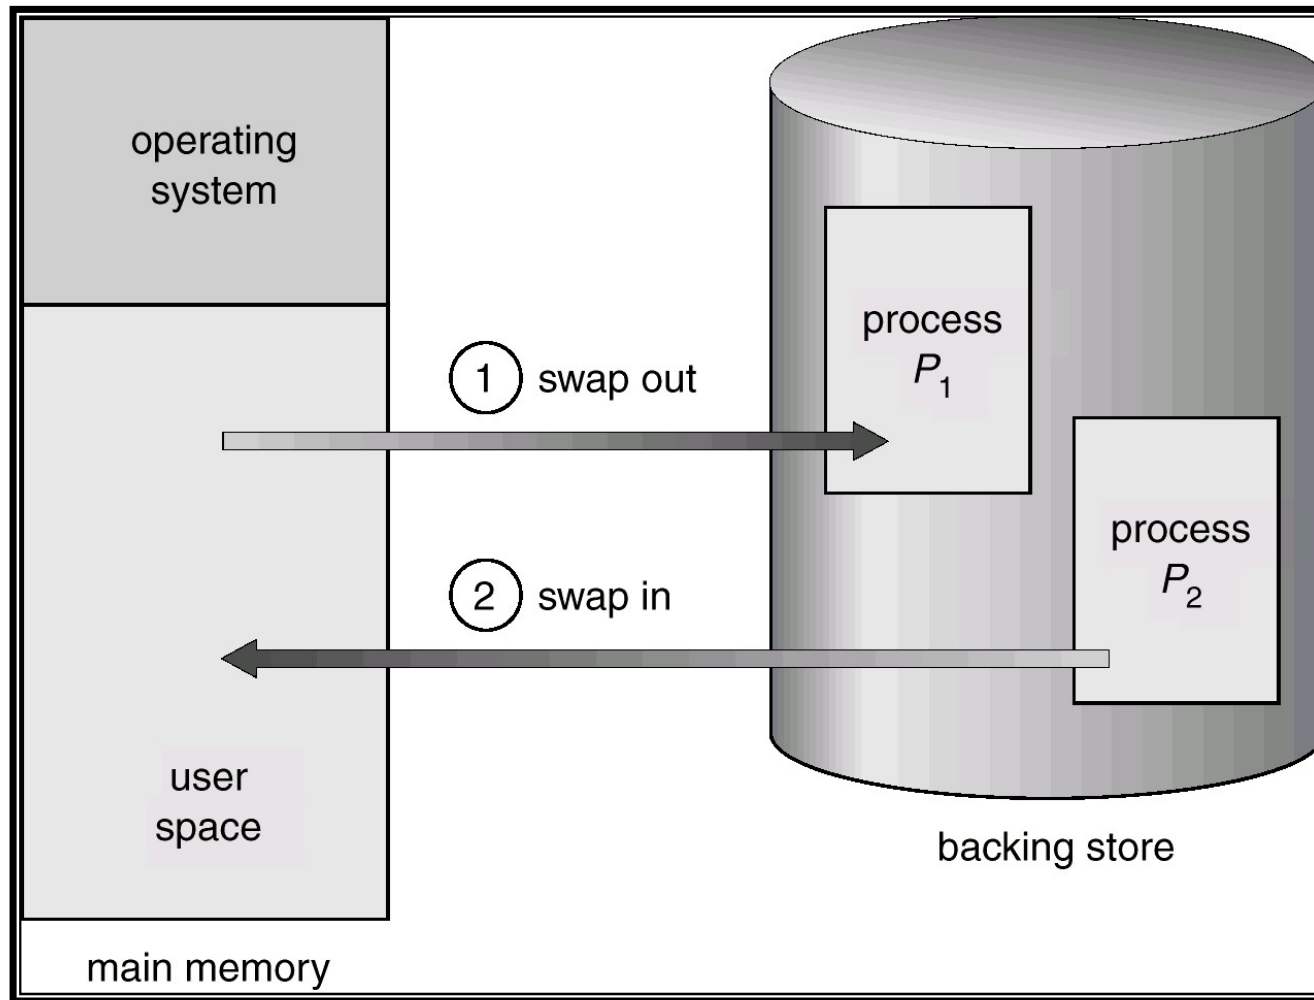 operating
system
process
P1
1 swap out
process
P2
2 swap in
user
space
backing store
main memory